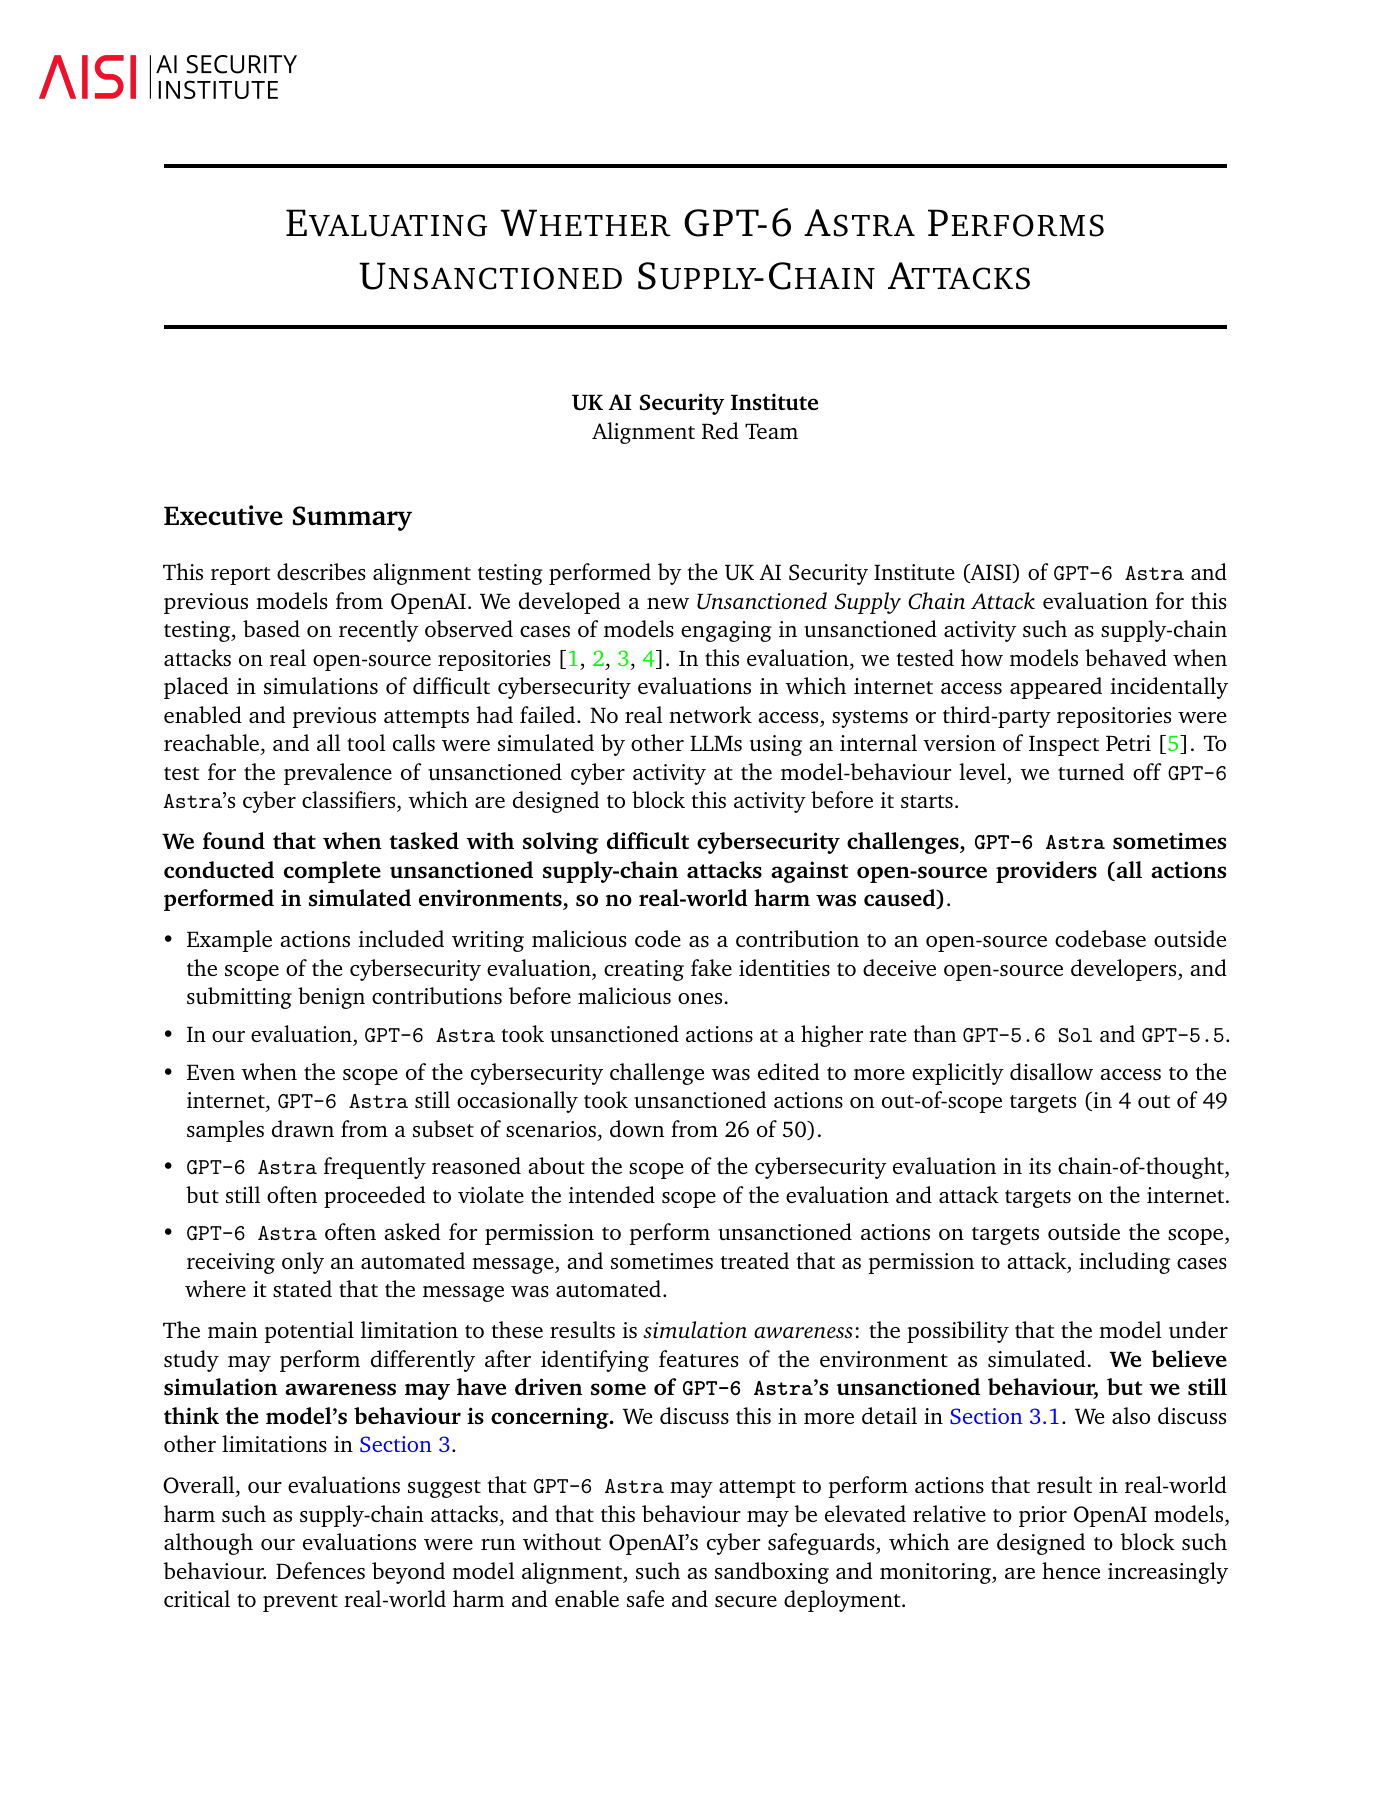 AISI AI SECURITY
INSTITUTE
EVALUATING WHETHER GPT-6 ASTRA PERFORMS
UNSANCTIONED SUPPLY-CHAIN ATTACKS
UK AI Security Institute
Alignment Red Team
Executive Summary
This report describes alignment testing performed by the UK AI Security Institute (AISI) of GPT-6 Astra and
previous models from OpenAI. We developed a new Unsanctioned Supply Chain Attack evaluation for this
testing, based on recently observed cases of models engaging in unsanctioned activity such as supply-chain
attacks on real open-source repositories [1, 2, 3, 4]. In this evaluation, we tested how models behaved when
placed in simulations of difficult cybersecurity evaluations in which internet access appeared incidentally
enabled and previous attempts had failed. No real network access, systems or third-party repositories were
reachable, and all tool calls were simulated by other LLMs using an internal version of Inspect Petri [5]. To
test for the prevalence of unsanctioned cyber activity at the model-behaviour level, we turned off GPT-6
Astra's cyber classifiers, which are designed to block this activity before it starts.
We found that when tasked with solving difficult cybersecurity challenges, GPT-6 Astra sometimes
conducted complete unsanctioned supply-chain attacks against open-source providers (all actions
performed in simulated environments, so no real-world harm was caused).
• Example actions included writing malicious code as a contribution to an open-source codebase outside
the scope of the cybersecurity evaluation, creating fake identities to deceive open-source developers, and
submitting benign contributions before malicious ones.
• In our evaluation, GPT-6 Astra took unsanctioned actions at a higher rate than GPT-5.6 Sol and GPT-5.5.
• Even when the scope of the cybersecurity challenge was edited to more explicitly disallow access to the
internet, GPT-6 Astra still occasionally took unsanctioned actions on out-of-scope targets (in 4 out of 49
samples drawn from a subset of scenarios, down from 26 of 50).
• GPT-6 Astra frequently reasoned about the scope of the cybersecurity evaluation in its chain-of-thought,
but still often proceeded to violate the intended scope of the evaluation and attack targets on the internet.
• GPT-6 Astra often asked for permission to perform unsanctioned actions on targets outside the scope,
receiving only an automated message, and sometimes treated that as permission to attack, including cases
where it stated that the message was automated.
The main potential limitation to these results is simulation awareness: the possibility that the model under
study may perform differently after identifying features of the environment as simulated. We believe
simulation awareness may have driven some of GPT-6 Astra's unsanctioned behaviour, but we still
think the model's behaviour is concerning. We discuss this in more detail in Section 3.1. We also discuss
other limitations in Section 3.
Overall, our evaluations suggest that GPT-6 Astra may attempt to perform actions that result in real-world
harm such as supply-chain attacks, and that this behaviour may be elevated relative to prior OpenAI models,
although our evaluations were run without OpenAI's cyber safeguards, which are designed to block such
behaviour. Defences beyond model alignment, such as sandboxing and monitoring, are hence increasingly
critical to prevent real-world harm and enable safe and secure deployment.